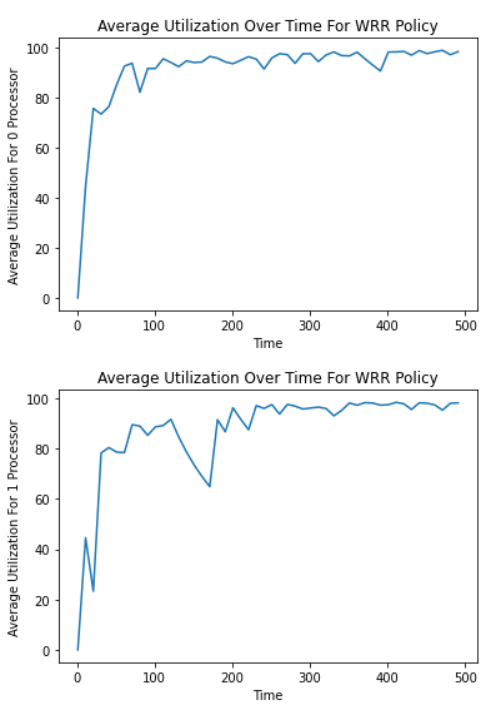 Average Utilization Over Time For WRR Policy
Average Utilization For 0 Processor
100
80
60
40
20
0
0 100 200 300 400 500
Time
Average Utilization Over Time For WRR Policy
Average Utilization For 1 Processor
100
80
60
40
20
0
0 100 200 300 400 500
Time